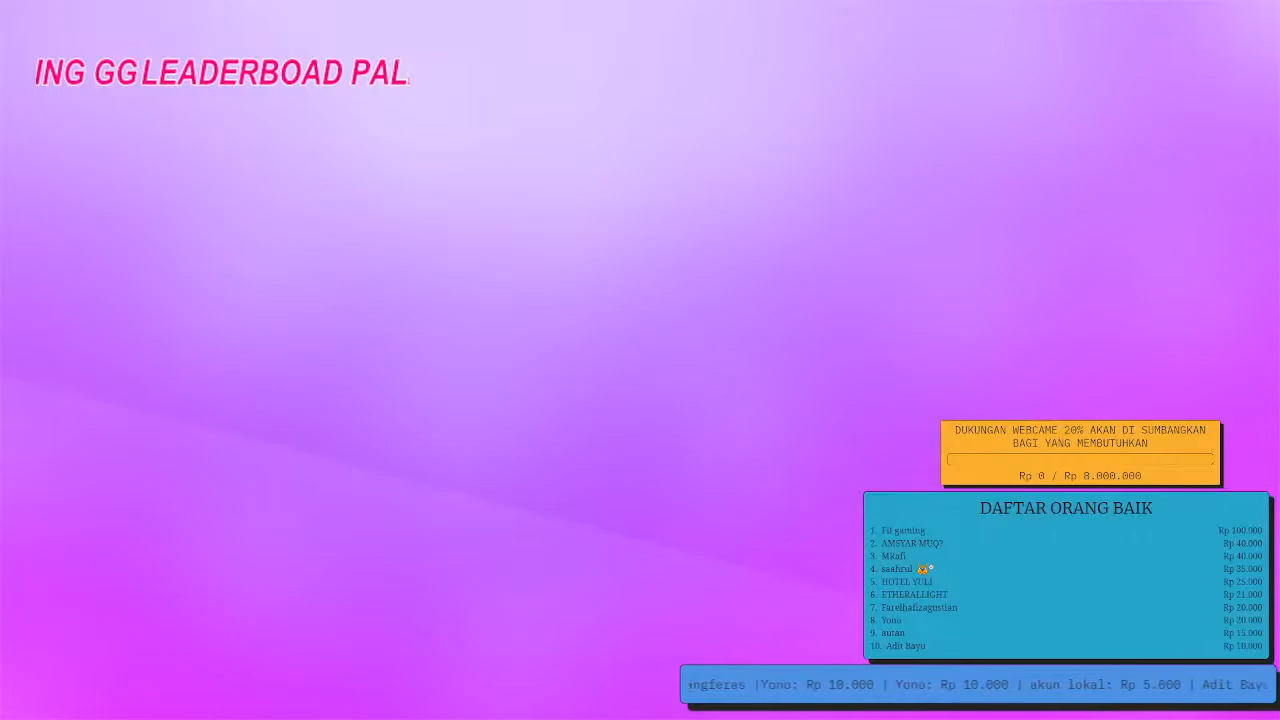 ING GG LEADERBOAD PAL
DUKUNGAN WEBCAME 20% AKAN DI SUMBANGKAN
BAGI YANG MEMBUTUHKAN
Rp 0 / Rp 8.000.000
DAFTAR ORANG BAIK
1. Fil gaming Rp 100.000
2. AMSYAR MUQ? Rp 40.000
3. MRafi Rp 40.000
4. saahrul 🐯 Rp 35.000
5. HOTEL YULI Rp 25.000
6. ETHERALLIGHT Rp 21.000
7. Farelhafizagustian Rp 20.000
8. Yono Rp 20.000
9. autan Rp 15.000
10. Adit Bayu Rp 10.000
ngferas |Yono: Rp 10.000 | Yono: Rp 10.000 | akun lokal: Rp 5.000 | Adit Bayu